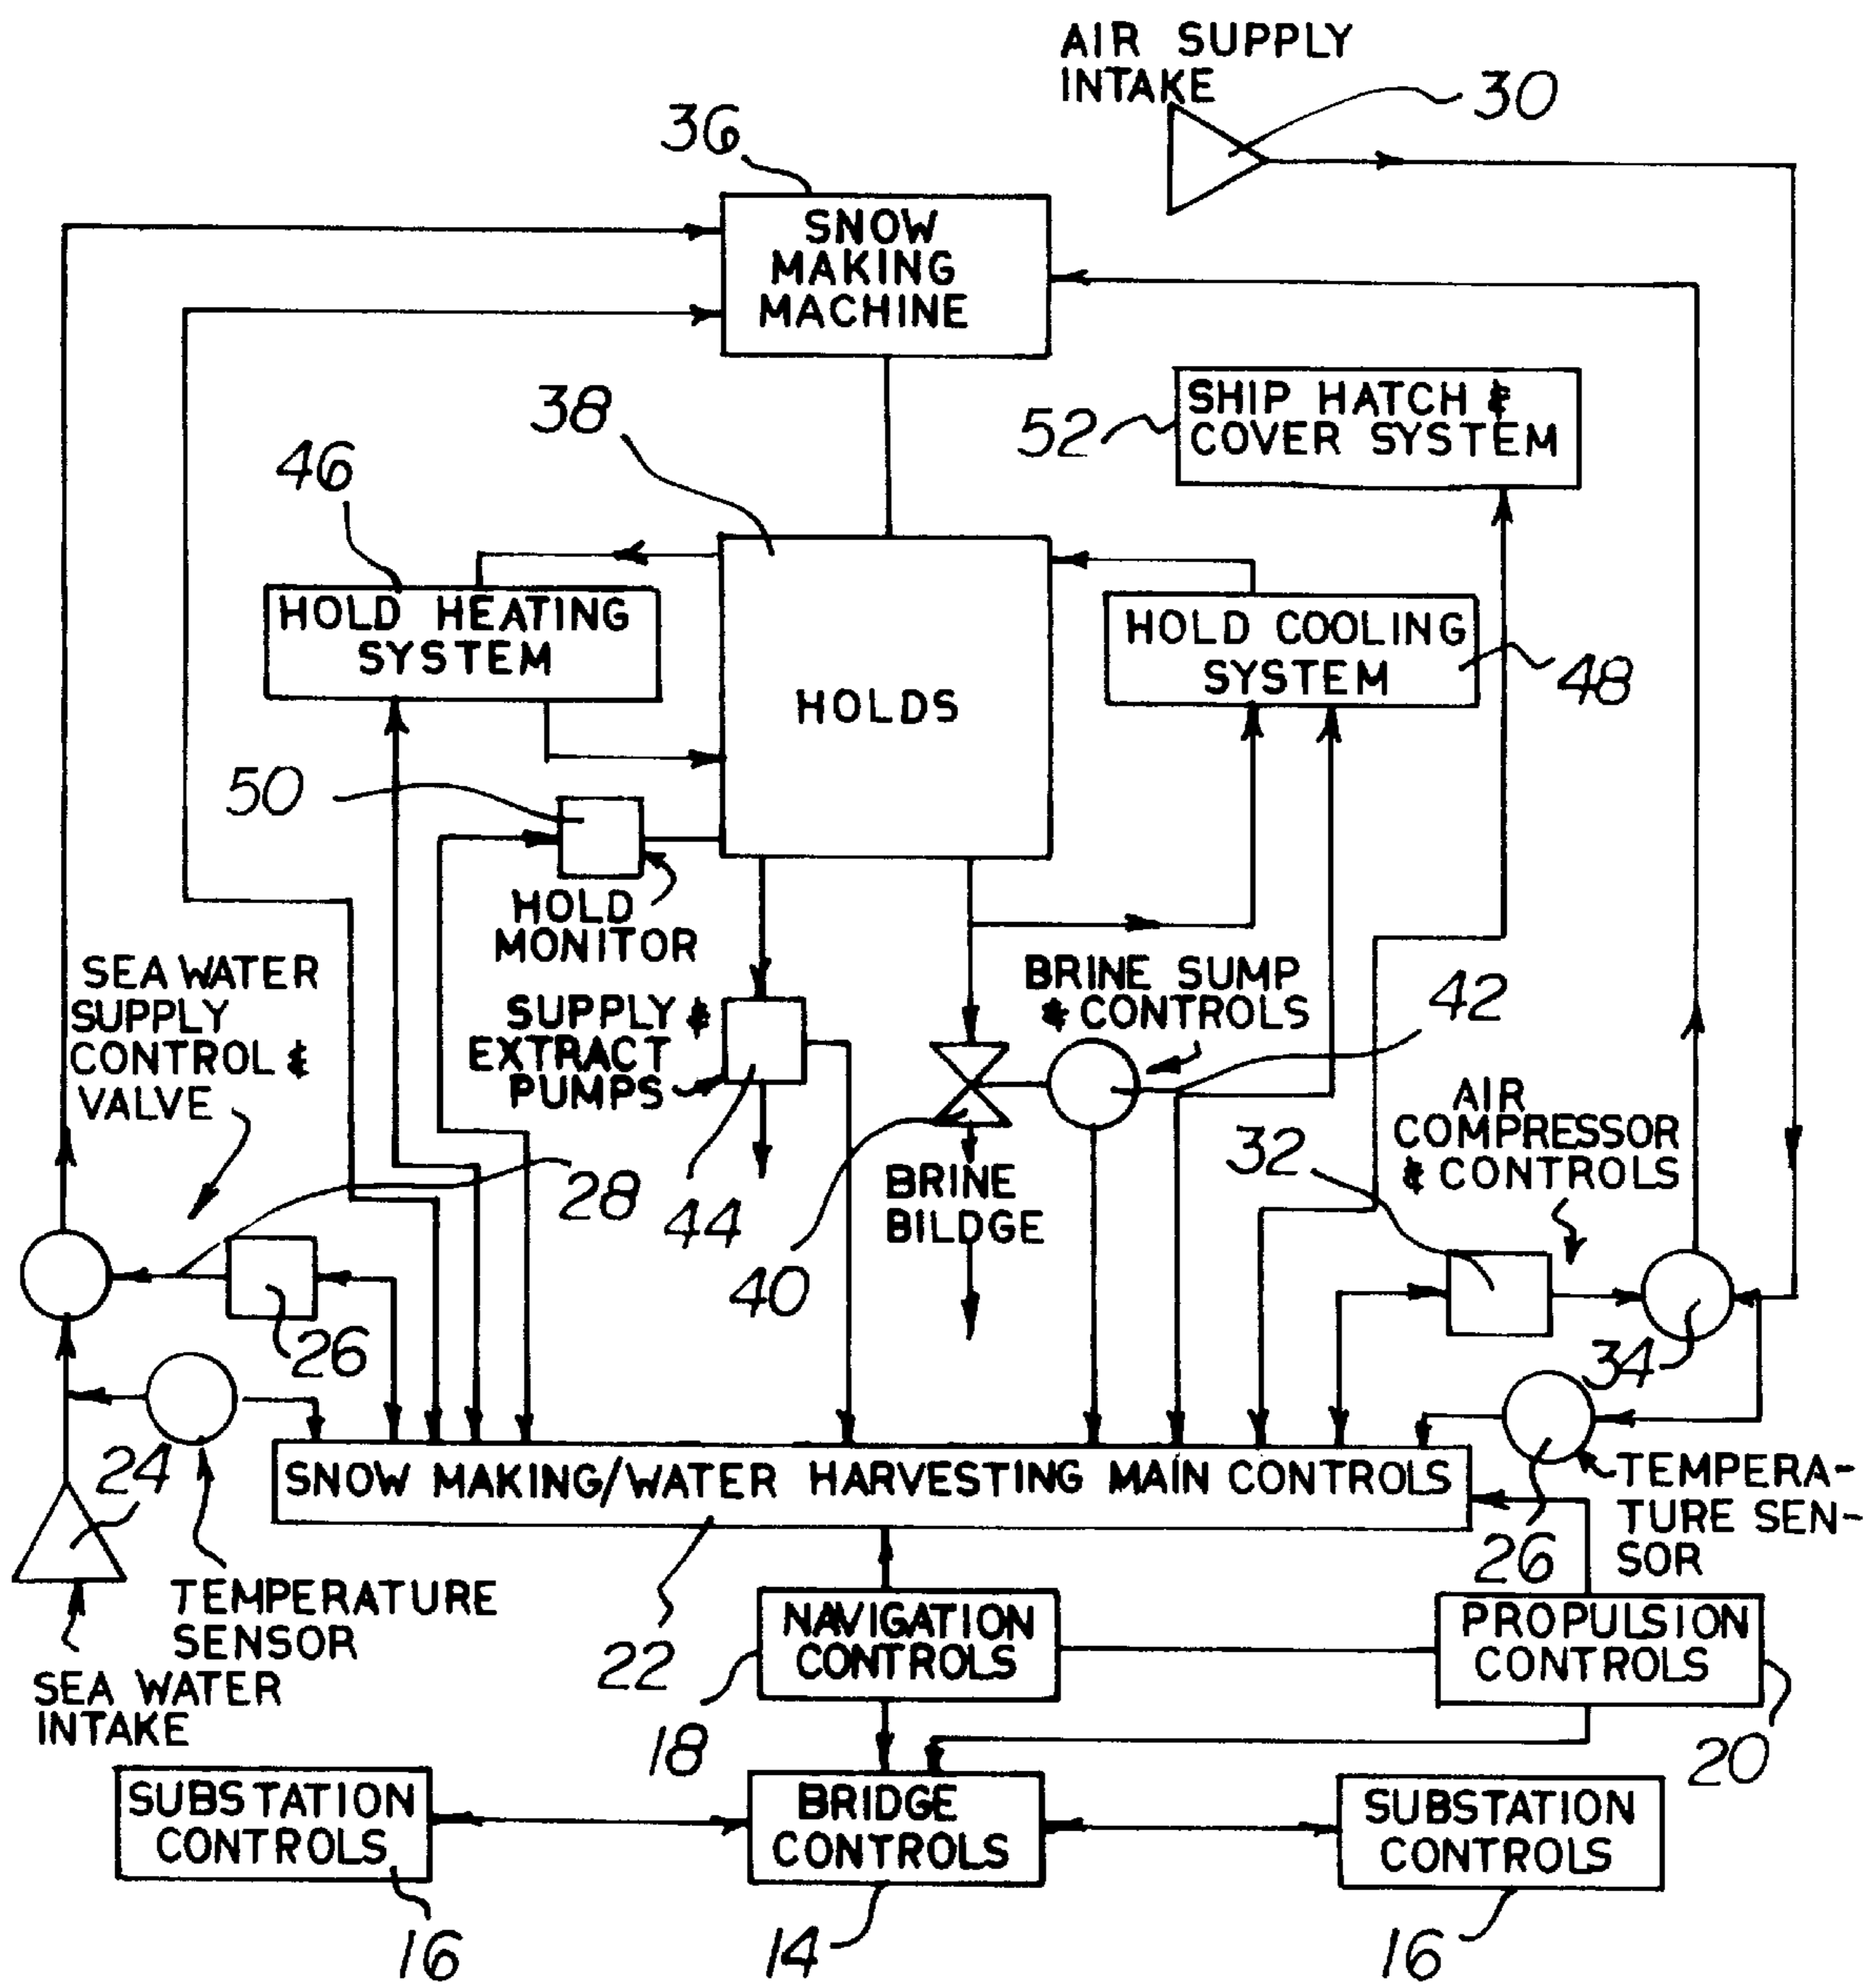 AIR SUPPLY
INTAKE
30
36
SNOW
MAKING
MACHINE
38
52
SHIP HATCH &
COVER SYSTEM
46
HOLD HEATING
SYSTEM
HOLDS
HOLD COOLING
SYSTEM
48
50
HOLD
MONITOR
SEA WATER
SUPPLY
CONTROL &
VALVE
SUPPLY &
EXTRACT
PUMPS
BRINE SUMP
& CONTROLS
42
AIR
COMPRESSOR
& CONTROLS
28
44
40
BRINE
BILDGE
32
26
34
24
SNOW MAKING/WATER HARVESTING MAIN CONTROLS
26
TEMPERA-
TURE SEN-
SOR
TEMPERATURE
SENSOR
SEA WATER
INTAKE
22
NAVIGATION
CONTROLS
18
PROPULSION
CONTROLS
20
SUBSTATION
CONTROLS
16
BRIDGE
CONTROLS
14
SUBSTATION
CONTROLS
16